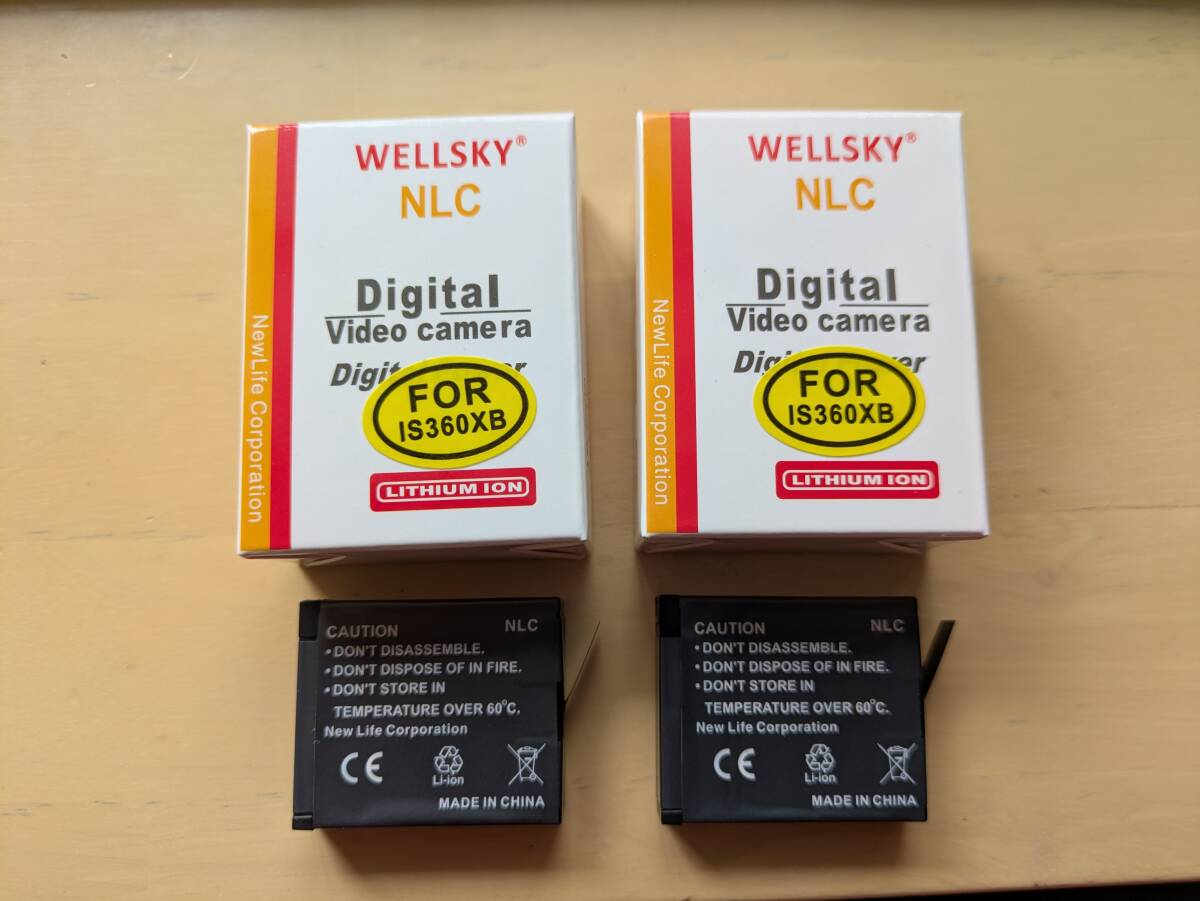 WELLSKY®
NLC
Digital
Video camera
FOR
IS360XB
LITHIUM ION
NewLife Corporation
WELLSKY®
NLC
Digital
Video camera
FOR
IS360XB
LITHIUM ION
NewLife Corporation
CAUTION NLC
•DON'T DISASSEMBLE.
•DON'T DISPOSE OF IN FIRE.
•DON'T STORE IN
TEMPERATURE OVER 60°C.
New Life Corporation
CE
Li-ion
MADE IN CHINA
CAUTION NLC
•DON'T DISASSEMBLE.
•DON'T DISPOSE OF IN FIRE.
•DON'T STORE IN
TEMPERATURE OVER 60°C.
New Life Corporation
CE
Li-ion
MADE IN CHINA